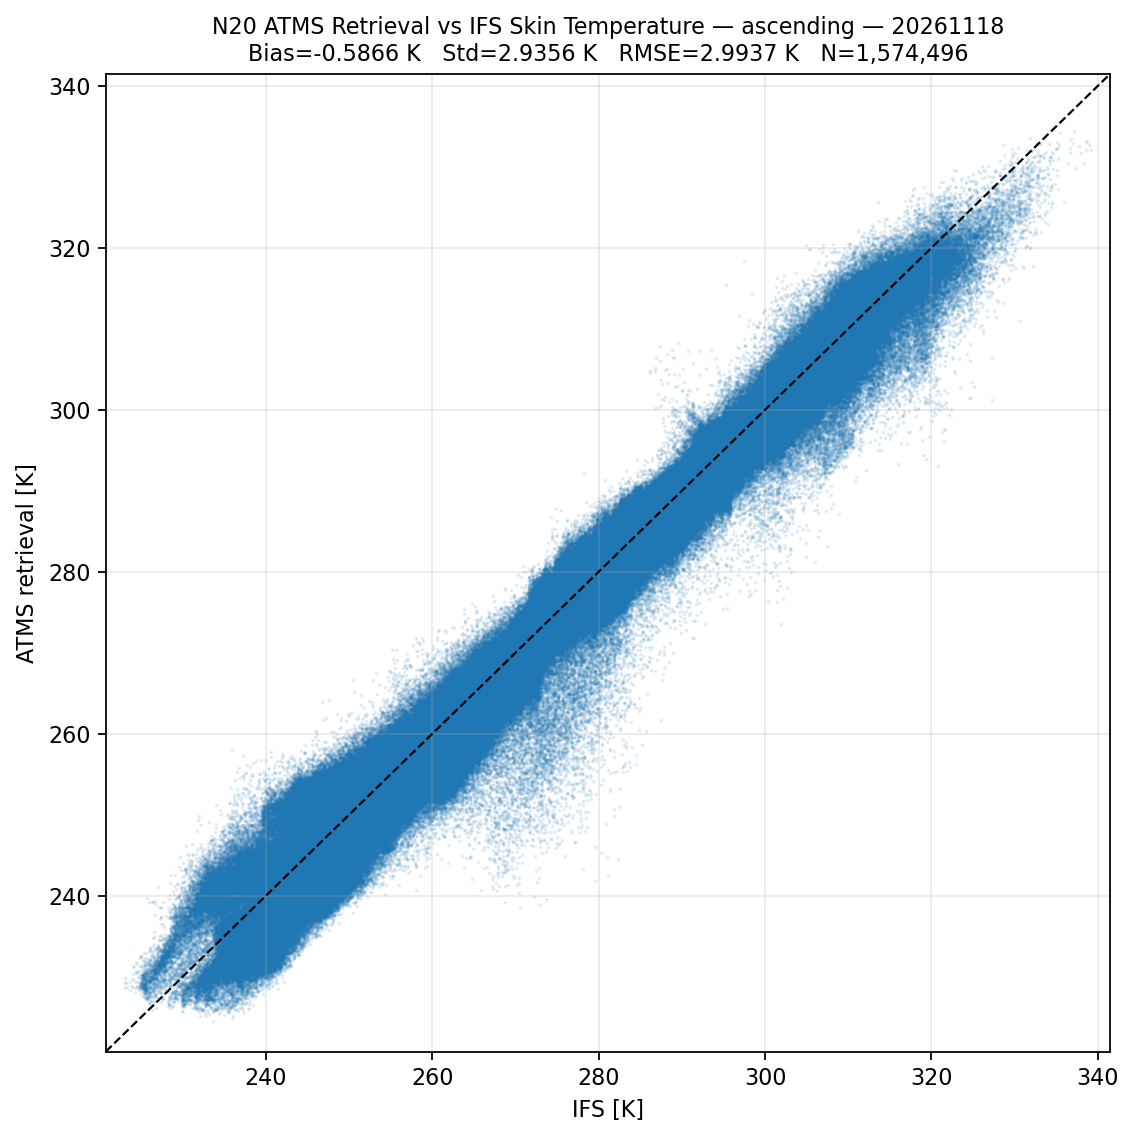 N20 ATMS Retrieval vs IFS Skin Temperature — ascending — 20261118
Bias=-0.5866 K   Std=2.9356 K   RMSE=2.9937 K   N=1,574,496
340
320
300
280
260
240
ATMS retrieval [K]
240 260 280 300 320 340
IFS [K]